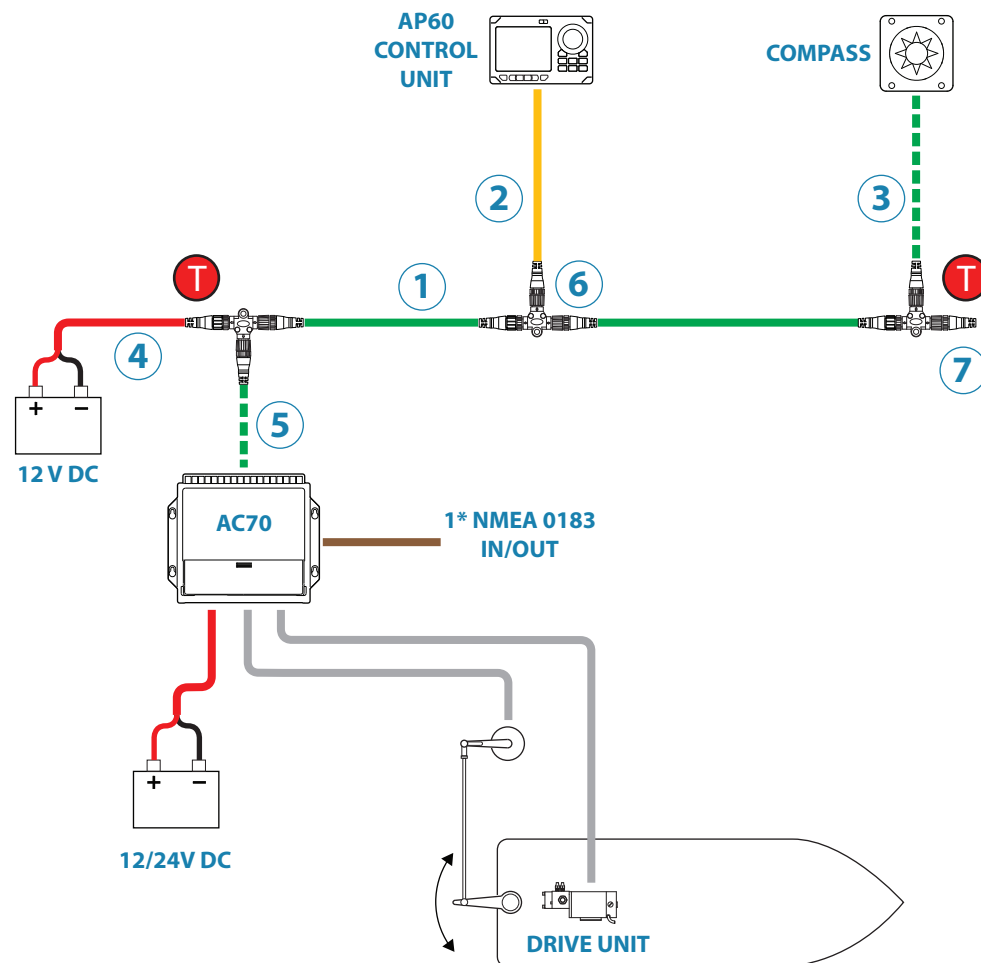 AP60
CONTROL
UNIT
COMPASS
2
3
T
1
6
T
4
7
+ −
12 V DC
5
AC70
1* NMEA 0183
IN/OUT
+ −
12/24V DC
DRIVE UNIT